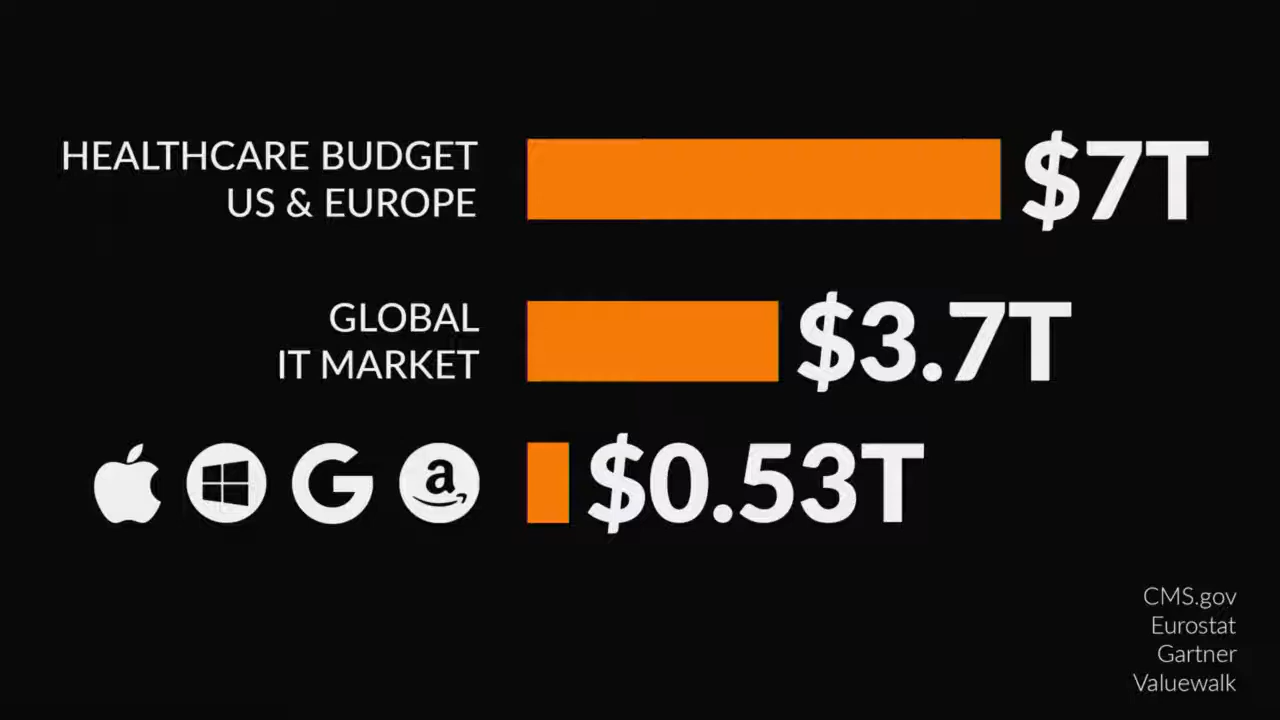 HEALTHCARE BUDGET
US & EUROPE
$7T
GLOBAL
IT MARKET
$3.7T
$0.53T
CMS.gov
Eurostat
Gartner
Valuewalk